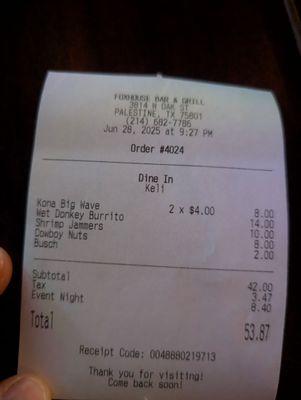 FOXHOUSE BAR & GRILL
3814 N OAK ST
PALESTINE, TX 75801
(214) 682-7786
Jun 28, 2025 at 9:27 PM
Order #4024
Dine In
Keli
Kona Big Wave 2 x $4.00 8.00
Wet Donkey Burrito 14.00
Shrimp Jammers 10.00
Cowboy Nuts 8.00
Busch 2.00
Subtotal 42.00
Tax 3.47
Event Night 8.40
Total 53.87
Receipt Code: 0048880219713
Thank you for visiting!
Come back soon!